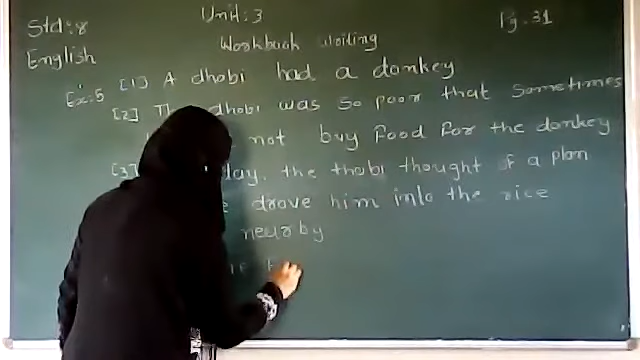 Std:8 Unit:3 Pg.31
English Workbook writing
Ex:5 [1] A dhobi had a donkey
[2] The dhobi was so poor that sometimes
not buy food for the donkey
[3] day, the thobi thought of a plan
drove him into the rice
nearby